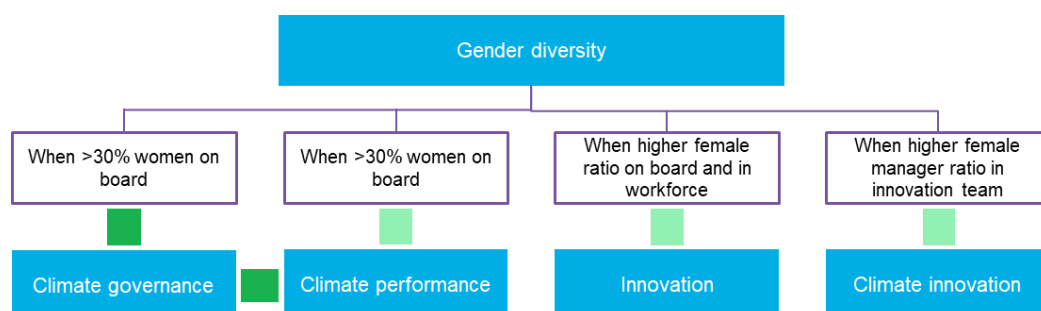 Gender diversity
When >30% women on
board
When >30% women on
board
When higher female
ratio on board and in
workforce
When higher female
manager ratio in
innovation team
Climate governance
Climate performance
Innovation
Climate innovation